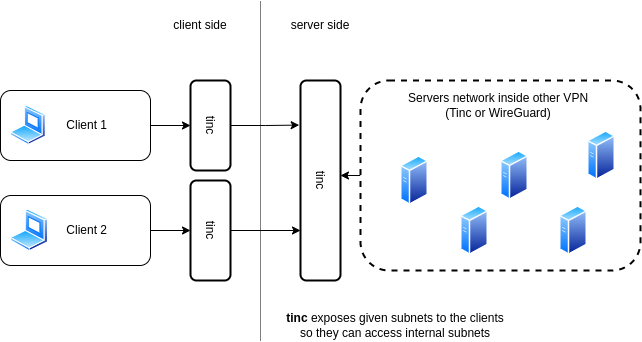 client side
server side
Client 1
tinc
Servers network inside other VPN
(Tinc or WireGuard)
tinc
Client 2
tinc
tinc exposes given subnets to the clients
so they can access internal subnets